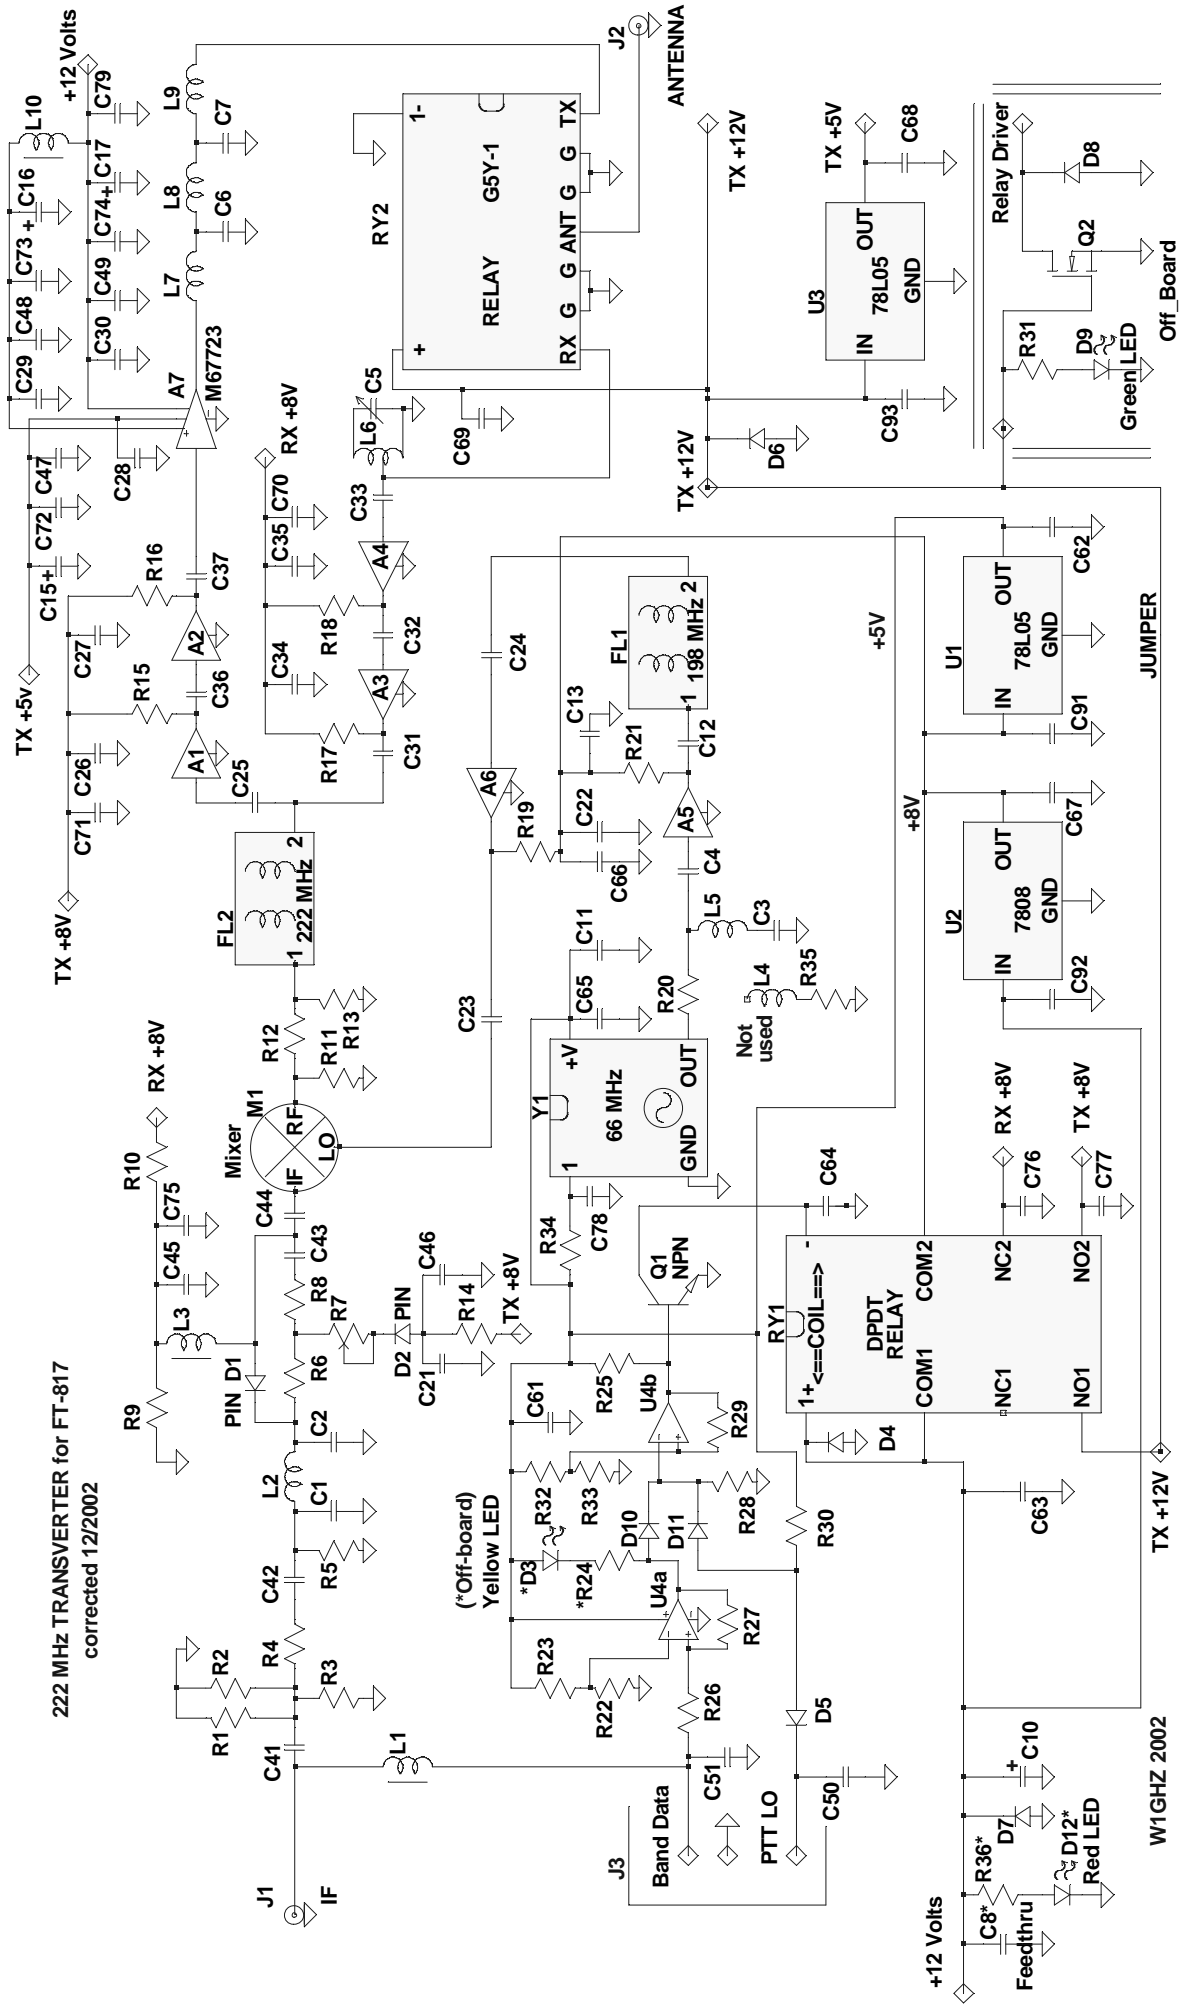 222 MHz TRANSVERTER for FT-817
corrected 12/2002
J1
IF
C41
R1
R2
R3
R4
C42
R5
C1
L2
C2
R6
PIN D1
R9
L3
C45
C75
R10
RX +8V
R8
C43
C44
R7
D2
PIN
C21
R14
C46
TX +8V
Mixer
M1
IF
RF
LO
R11
R12
R13
FL2
1
222 MHz
2
C25
TX +8V
C71
C26
C27
R15
R16
A1
C36
A2
C37
TX +5v
C15+
C72
C47
C28
A7
M67723
+
-
C29
C48
C73
+ C16
L10
C30
C49
C74+
C17
C79
+12 Volts
L7
C6
L8
C7
L9
C31
R17
A3
C34
C32
R18
A4
C35
C70
RX +8V
C33
L6
C5
C69
RY2
+
1-
RELAY
G5Y-1
RX
G
G
ANT
G
G
TX
J2
ANTENNA
L1
Band Data
C51
J3
PTT LO
C50
D5
R26
R22
R23
U4a
-
+
+
-
R27
(*Off-board)
Yellow LED
*D3
*R24
D10
D11
R28
R32
R33
C61
U4b
-
+
R29
R25
R30
Q1
NPN
R34
C78
C64
Y1
1
+V
66 MHz
GND
OUT
C65
C11
C23
R20
Not
used
L4
R35
L5
C3
C4
A5
C66
C22
R19
A6
C13
R21
C12
C24
FL1
1
198 MHz
2
RY1
1+
-
<==COIL==>
DPDT
RELAY
COM1
COM2
NC1
NC2
NO1
NO2
D4
C63
RX +8V
C76
TX +8V
C77
TX +12V
+12 Volts
C8*
Feedthru
R36*
D12*
Red LED
D7
+
C10
W1GHZ 2002
U2
IN
7808
OUT
GND
C92
C67
+8V
U1
IN
78L05
OUT
GND
C91
C62
+5V
JUMPER
TX +12V
D6
TX +12V
C93
U3
IN
78L05
OUT
GND
TX +5V
C68
Relay Driver
R31
D9
Green LED
Q2
D8
Off_Board